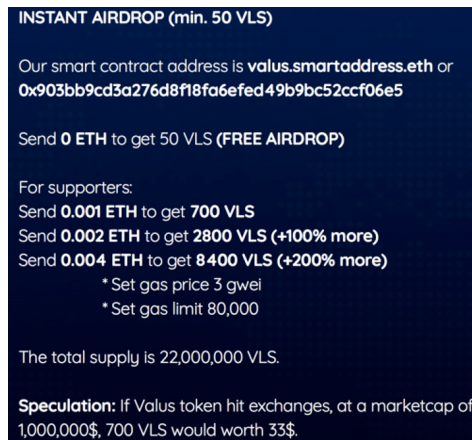 INSTANT AIRDROP (min. 50 VLS)
Our smart contract address is valus.smartaddress.eth or
0x903bb9cd3a276d8f18fa6efed49b9bc52ccf06e5
Send 0 ETH to get 50 VLS (FREE AIRDROP)
For supporters:
Send 0.001 ETH to get 700 VLS
Send 0.002 ETH to get 2800 VLS (+100% more)
Send 0.004 ETH to get 8400 VLS (+200% more)
* Set gas price 3 gwei
* Set gas limit 80,000
The total supply is 22,000,000 VLS.
Speculation: If Valus token hit exchanges, at a marketcap of
1,000,000$, 700 VLS would worth 33$.